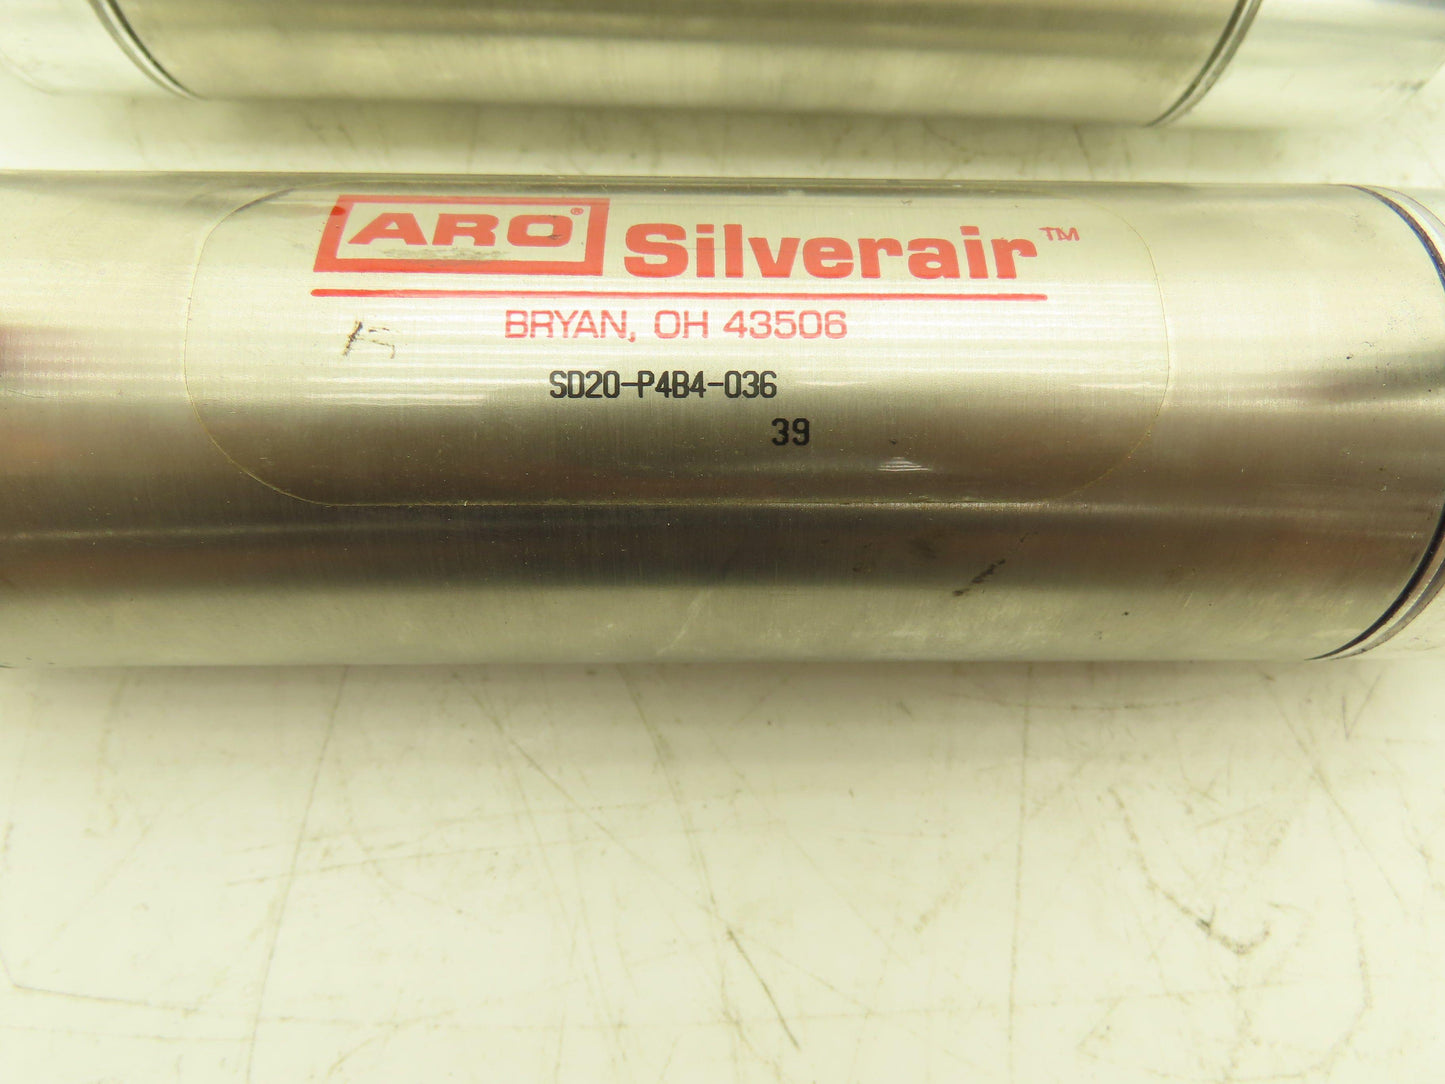 ARO® Silverair™
BRYAN, OH 43506
SD20-P4B4-036
39